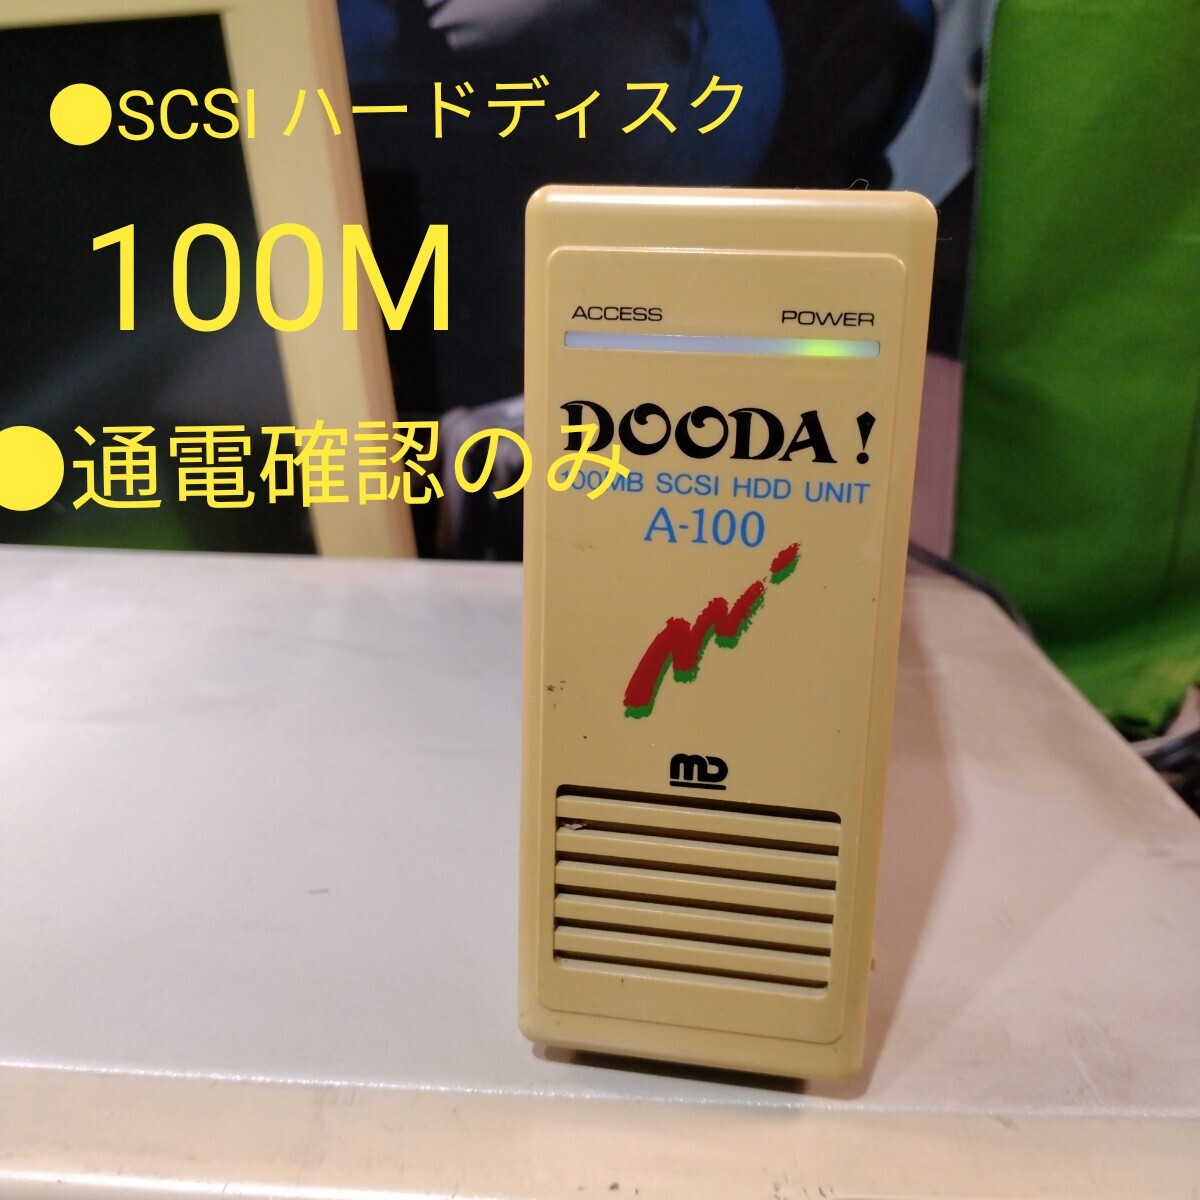 ●SCSI ハードディスク
100M
●通電確認のみ
ACCESS POWER
DOODA!
100MB SCSI HDD UNIT
A-100
MD